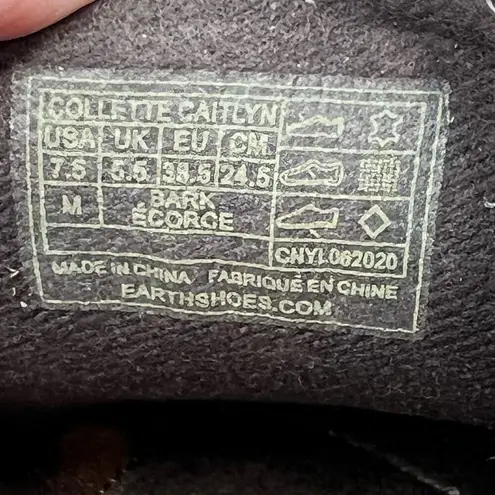 COLLETTE CAITLYN
USA UK EU CM
7.5 5.5 38.5 24.5
M BARK
ÉCORCE
CNYL062020
MADE IN CHINA FABRIQUÉ EN CHINE
EARTHSHOES.COM